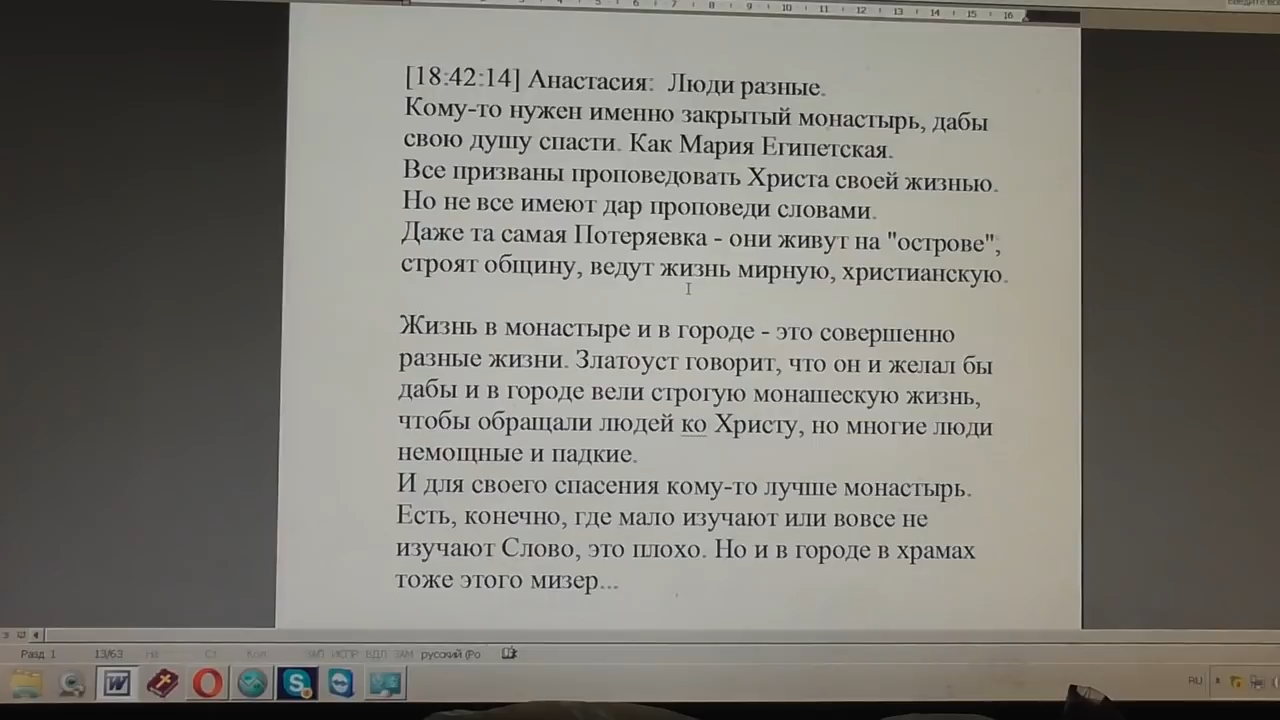 [18:42:14] Анастасия: Люди разные.
Кому-то нужен именно закрытый монастырь, дабы
свою душу спасти. Как Мария Египетская.
Все призваны проповедовать Христа своей жизнью.
Но не все имеют дар проповеди словами.
Даже та самая Потеряевка - они живут на "острове",
строят общину, ведут жизнь мирную, христианскую.
Жизнь в монастыре и в городе - это совершенно
разные жизни. Златоуст говорит, что он и желал бы
дабы и в городе вели строгую монашескую жизнь,
чтобы обращали людей ко Христу, но многие люди
немощные и падкие.
И для своего спасения кому-то лучше монастырь.
Есть, конечно, где мало изучают или вовсе не
изучают Слово, это плохо. Но и в городе в храмах
тоже этого мизер...
Разд 1 13/63 ЗАП ИСПР ВДЛ ЗАМ русский (Ро
RU